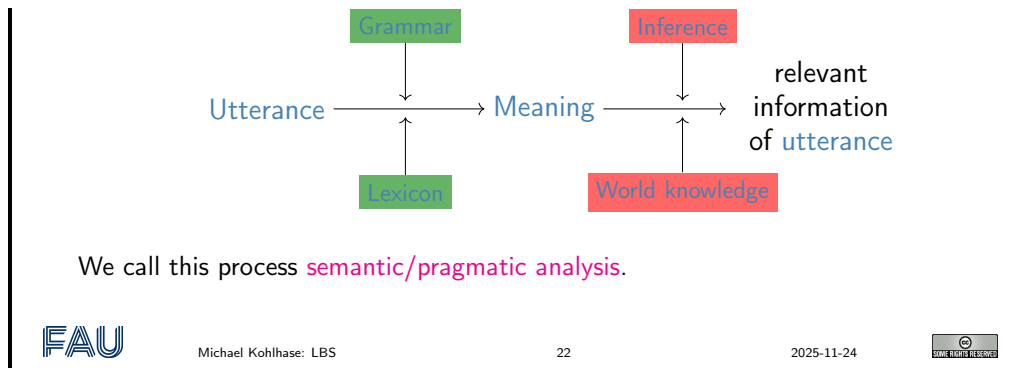 Grammar
Inference
relevant
Utterance
Meaning
information
of utterance
Lexicon
World knowledge
We call this process semantic/pragmatic analysis.
FAU
Michael Kohlhase: LBS
22
2025-11-24
cc
SOME RIGHTS RESERVED